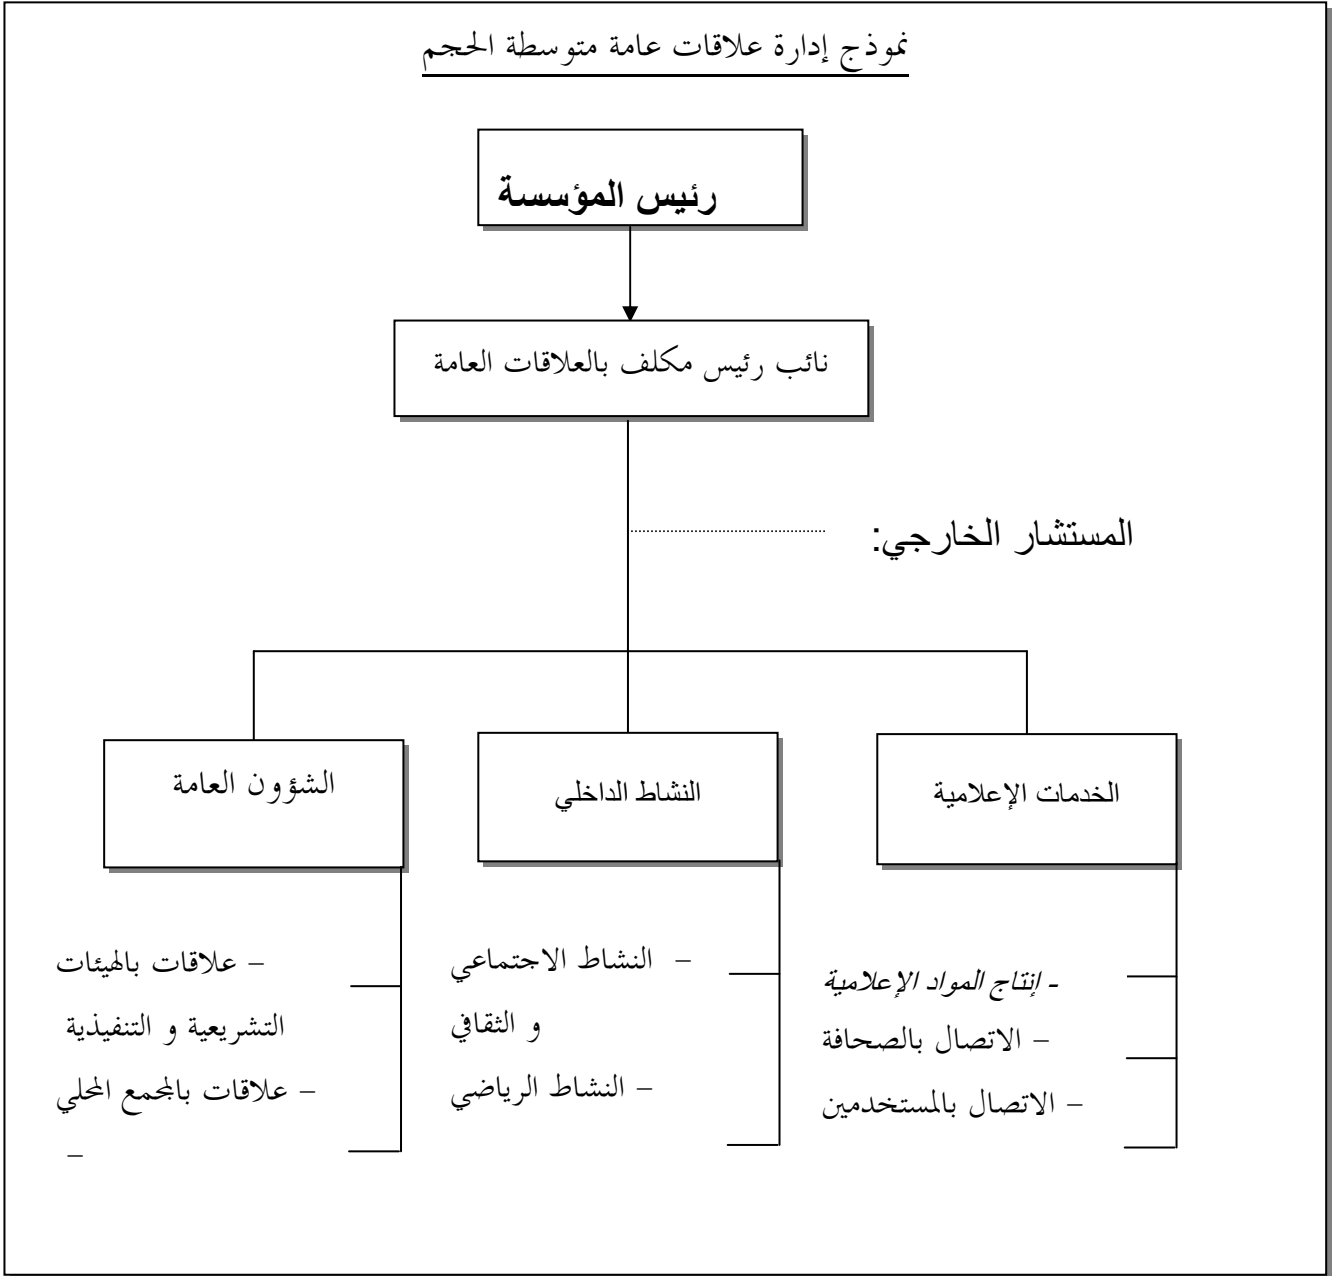 نموذج إدارة علاقات عامة متوسطة الحجم
رئيس المؤسسة
نائب رئيس مكلف بالعلاقات العامة
المستشار الخارجي:
الخدمات الإعلامية
- إنتاج المواد الإعلامية
– الاتصال بالصحافة
– الاتصال بالمستخدمين
النشاط الداخلي
– النشاط الاجتماعي
و الثقافي
– النشاط الرياضي
الشؤون العامة
– علاقات بالهيئات
التشريعية و التنفيذية
– علاقات بالمجمع المحلي
–